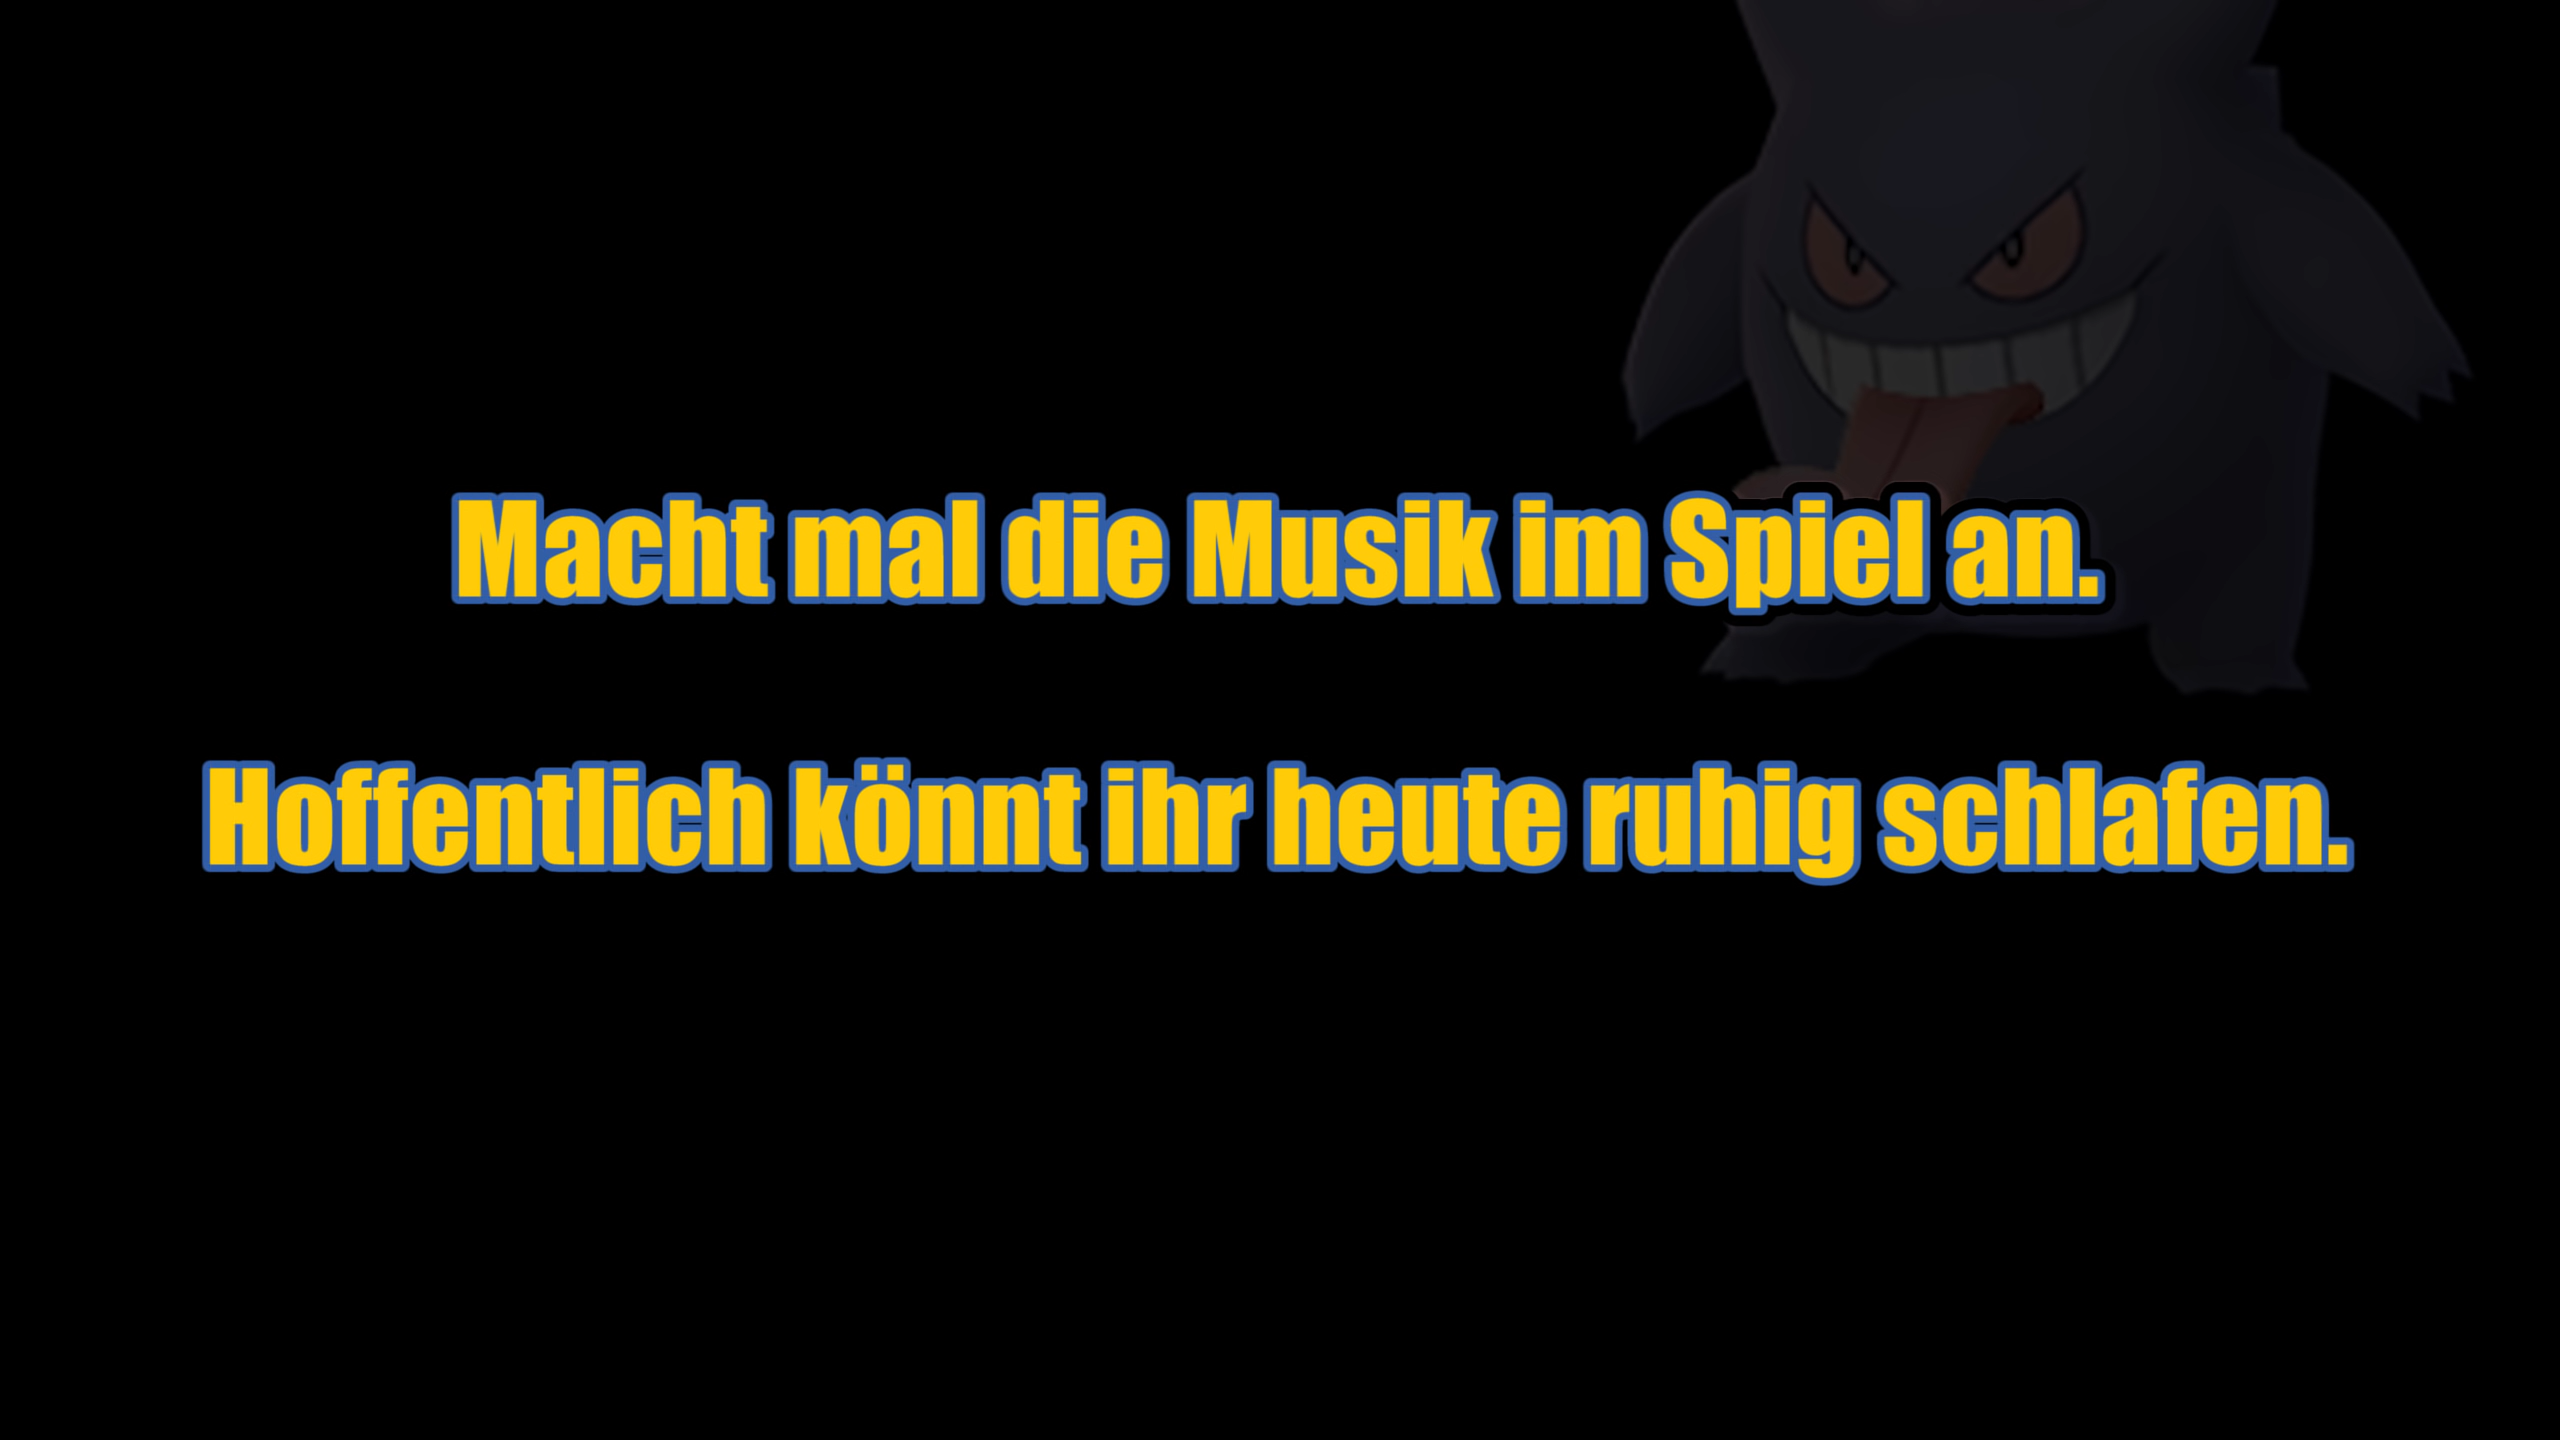 Macht mal die Musik im Spiel an.
Hoffentlich könnt ihr heute ruhig schlafen.